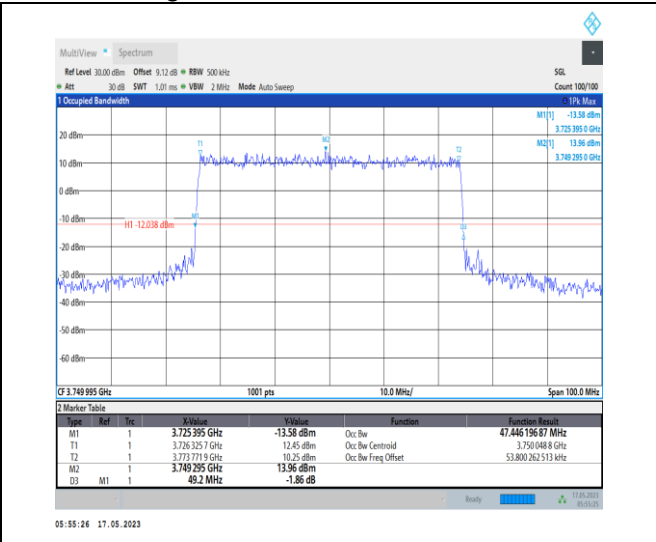 MultiView Spectrum
Ref Level 30.00 dBm Offset 9.12 dB RBW 500 kHz SGL
Att 30 dB SWT 1.01 ms VBW 2 MHz Mode Auto Sweep Count 100/100
1 Occupied Bandwidth 1Pk Max
M1[1] -13.58 dBm
3.725 395 0 GHz
M2[1] 13.96 dBm
3.749 295 0 GHz
20 dBm
T1 M2 T2
10 dBm
0 dBm
-10 dBm M1
H1 -12.038 dBm
-20 dBm
-30 dBm
-40 dBm
-50 dBm
-60 dBm
CF 3.749 995 GHz 1001 pts 10.0 MHz/ Span 100.0 MHz
2 Marker Table
Type Ref Trc X-Value Y-Value Function Function Result
M1 1 3.725 395 GHz -13.58 dBm Occ Bw 47.446 196 87 MHz
T1 1 3.726 325 7 GHz 12.45 dBm Occ Bw Centroid 3.750 048 8 GHz
T2 1 3.773 771 9 GHz 10.25 dBm Occ Bw Freq Offset 53.800 262 513 kHz
M2 1 3.749 295 GHz 13.96 dBm
D3 M1 1 49.2 MHz -1.86 dB
Ready 17.05.2023
05:55:25
05:55:26 17.05.2023